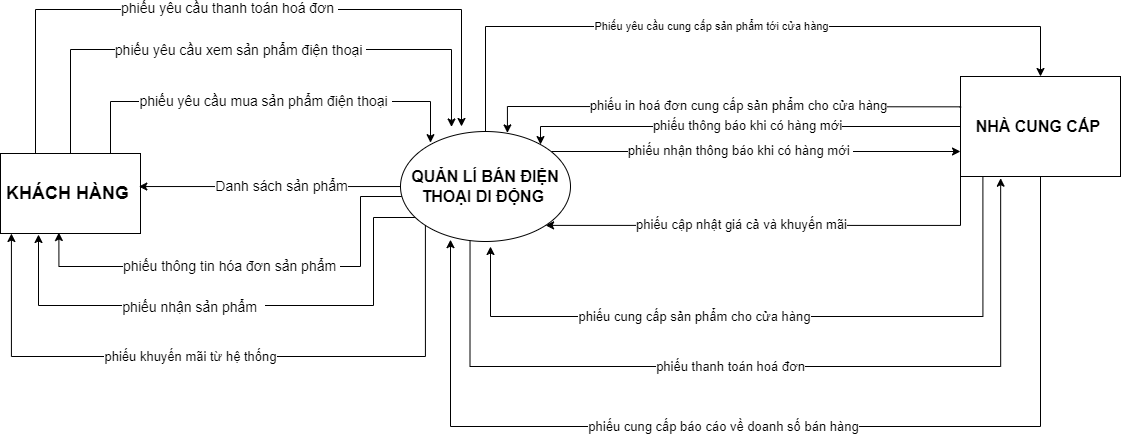 phiếu yêu cầu thanh toán hoá đơn
Phiếu yêu cầu cung cấp sản phẩm tới cửa hàng
phiếu yêu cầu xem sản phẩm điện thoại
phiếu yêu cầu mua sản phẩm điện thoại
phiếu in hoá đơn cung cấp sản phẩm cho cửa hàng
phiếu thông báo khi có hàng mới
NHÀ CUNG CẤP
phiếu nhận thông báo khi có hàng mới
KHÁCH HÀNG
QUẢN LÍ BÁN ĐIỆN
THOẠI DI ĐỘNG
Danh sách sản phẩm
phiếu cập nhật giá cả và khuyến mãi
phiếu thông tin hóa đơn sản phẩm
phiếu nhận sản phẩm
phiếu cung cấp sản phẩm cho cửa hàng
phiếu khuyến mãi từ hệ thống
phiếu thanh toán hoá đơn
phiếu cung cấp báo cáo về doanh số bán hàng